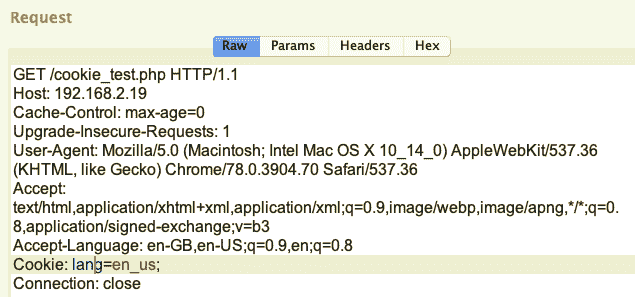 Request
Raw Params Headers Hex
GET /cookie_test.php HTTP/1.1
Host: 192.168.2.19
Cache-Control: max-age=0
Upgrade-Insecure-Requests: 1
User-Agent: Mozilla/5.0 (Macintosh; Intel Mac OS X 10_14_0) AppleWebKit/537.36
(KHTML, like Gecko) Chrome/78.0.3904.70 Safari/537.36
Accept:
text/html,application/xhtml+xml,application/xml;q=0.9,image/webp,image/apng,*/*;q=0.
8,application/signed-exchange;v=b3
Accept-Language: en-GB,en-US;q=0.9,en;q=0.8
Cookie: lang=en_us;
Connection: close